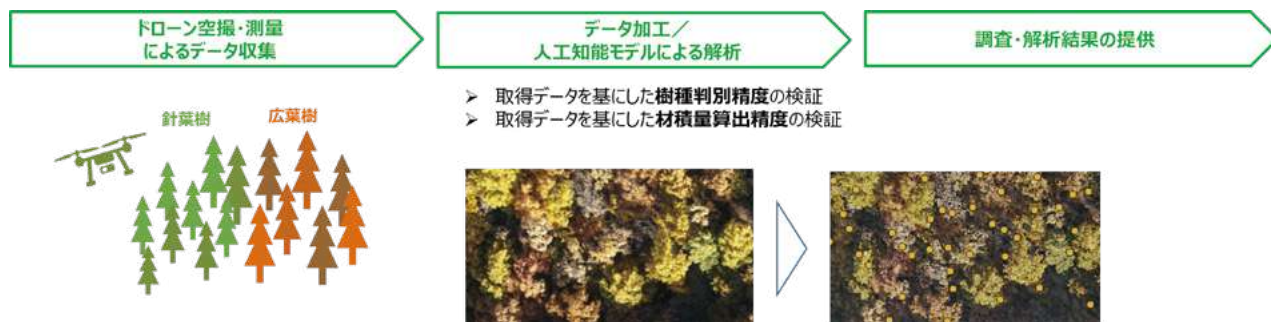 ドローン空撮・測量
によるデータ収集
データ加工／
人工知能モデルによる解析
調査・解析結果の提供
➢ 取得データを基にした樹種判別精度の検証
➢ 取得データを基にした材積量算出精度の検証
針葉樹
広葉樹